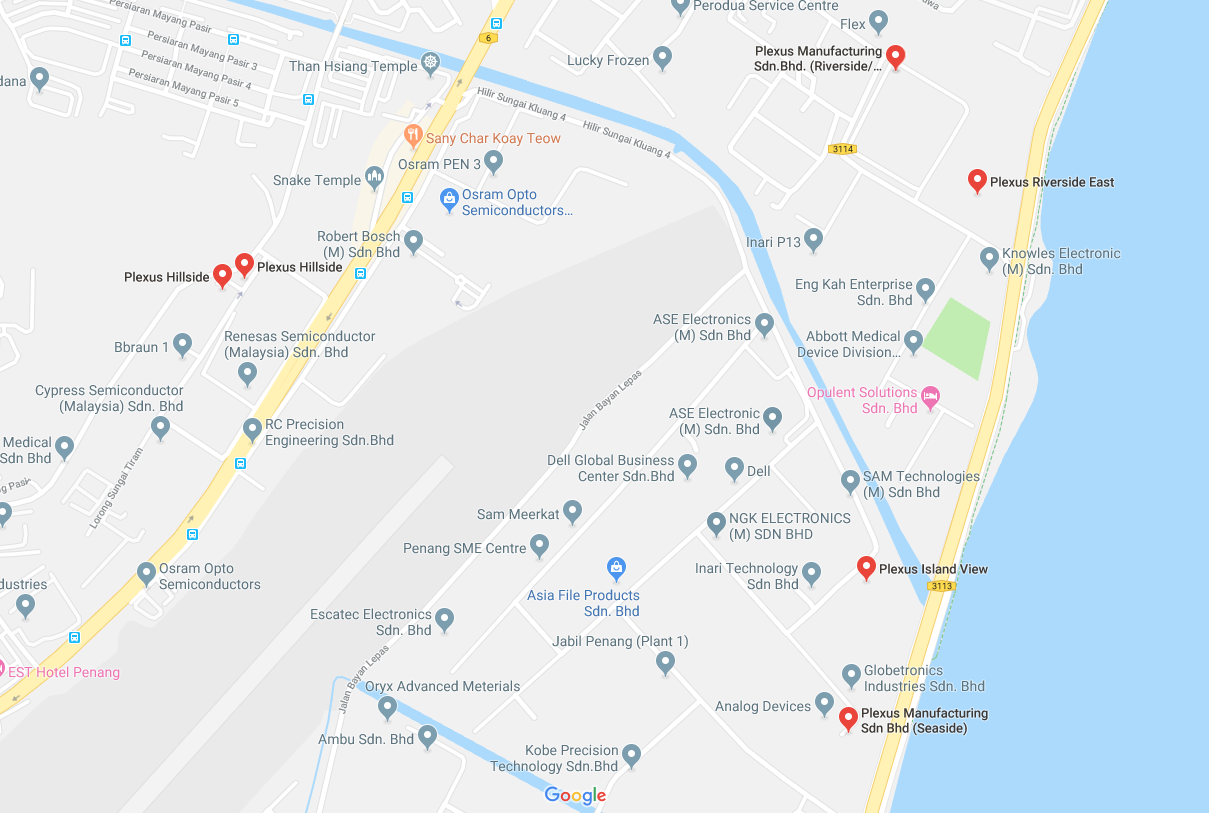 Perodua Service Centre
Flex
Persiaran Mayang Pasir
Persiaran Mayang Pasir 3
Persiaran Mayang Pasir 4
Persiaran Mayang Pasir 5
6
Lucky Frozen
Plexus Manufacturing
Sdn.Bhd. (Riverside/...
Than Hsiang Temple
dana
Hilir Sungai Kluang 4
Hilir Sungai Kluang 4
Sany Char Koay Teow
3114
Osram PEN 3
Snake Temple
Plexus Riverside East
Osram Opto
Semiconductors...
Robert Bosch
(M) Sdn Bhd
Inari P13
Knowles Electronic
(M) Sdn. Bhd
Plexus Hillside
Plexus Hillside
Eng Kah Enterprise
Sdn. Bhd
ASE Electronics
(M) Sdn Bhd
Renesas Semiconductor
(Malaysia) Sdn. Bhd
Bbraun 1
Abbott Medical
Device Division...
Cypress Semiconductor
(Malaysia) Sdn. Bhd
Jalan Bayan Lepas
Opulent Solutions
Sdn. Bhd
ASE Electronic
(M) Sdn. Bhd
RC Precision
Engineering Sdn.Bhd
Medical
Sdn Bhd
Dell Global Business
Center Sdn.Bhd
Dell
SAM Technologies
(M) Sdn Bhd
Lorong Sungai Tiram
Sam Meerkat
NGK ELECTRONICS
(M) SDN BHD
Penang SME Centre
Osram Opto
Semiconductors
Inari Technology
Sdn Bhd
Plexus Island View
3113
dustries
Asia File Products
Sdn. Bhd
Escatec Electronics
Sdn. Bhd
Jabil Penang (Plant 1)
EST Hotel Penang
Jalan Bayan Lepas
Globetronics
Industries Sdn. Bhd
Oryx Advanced Meterials
Analog Devices
Plexus Manufacturing
Sdn Bhd (Seaside)
Ambu Sdn. Bhd
Kobe Precision
Technology Sdn.Bhd
Google